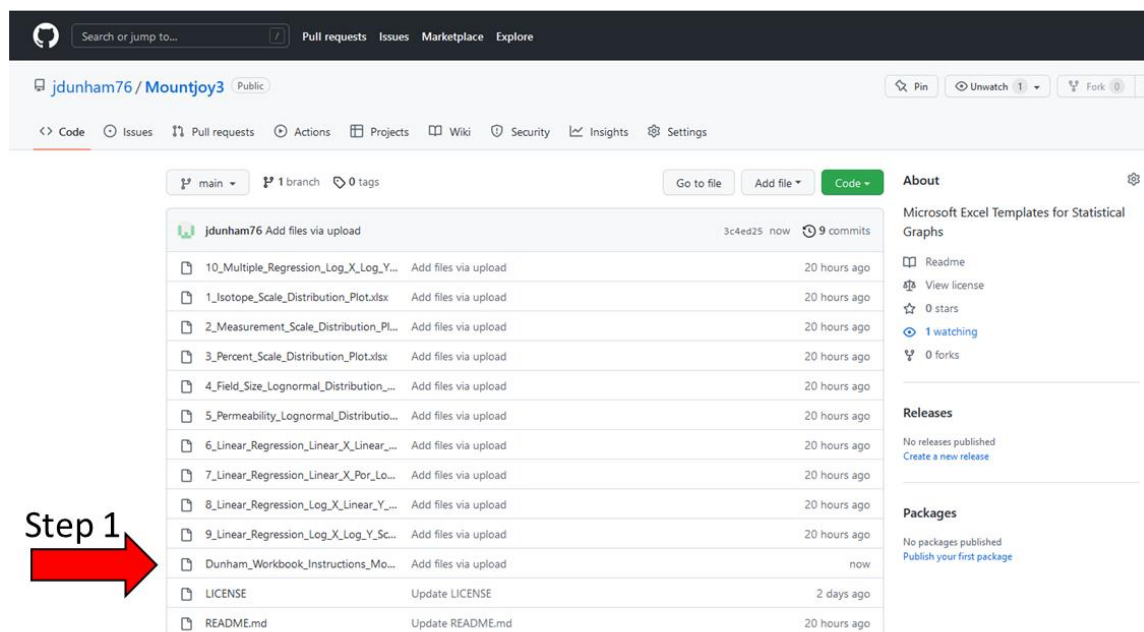 Search or jump to... / Pull requests Issues Marketplace Explore
jdunham76 / Mountjoy3 Public
Pin Unwatch 1 Fork 0
<> Code Issues Pull requests Actions Projects Wiki Security Insights Settings
main 1 branch 0 tags Go to file Add file Code
jdunham76 Add files via upload 3c4ed25 now 9 commits
10_Multiple_Regression_Log_X_Log_Y... Add files via upload 20 hours ago
1_Isotope_Scale_Distribution_Plot.xlsx Add files via upload 20 hours ago
2_Measurement_Scale_Distribution_Pl... Add files via upload 20 hours ago
3_Percent_Scale_Distribution_Plot.xlsx Add files via upload 20 hours ago
4_Field_Size_Lognormal_Distribution_... Add files via upload 20 hours ago
5_Permeability_Lognormal_Distributio... Add files via upload 20 hours ago
6_Linear_Regression_Linear_X_Linear_... Add files via upload 20 hours ago
7_Linear_Regression_Linear_X_Por_Lo... Add files via upload 20 hours ago
8_Linear_Regression_Log_X_Linear_Y_... Add files via upload 20 hours ago
9_Linear_Regression_Log_X_Log_Y_Sc... Add files via upload 20 hours ago
Dunham_Workbook_Instructions_Mo... Add files via upload now
LICENSE Update LICENSE 2 days ago
README.md Update README.md 20 hours ago
Step 1
About
Microsoft Excel Templates for Statistical
Graphs
Readme
View license
0 stars
1 watching
0 forks
Releases
No releases published
Create a new release
Packages
No packages published
Publish your first package